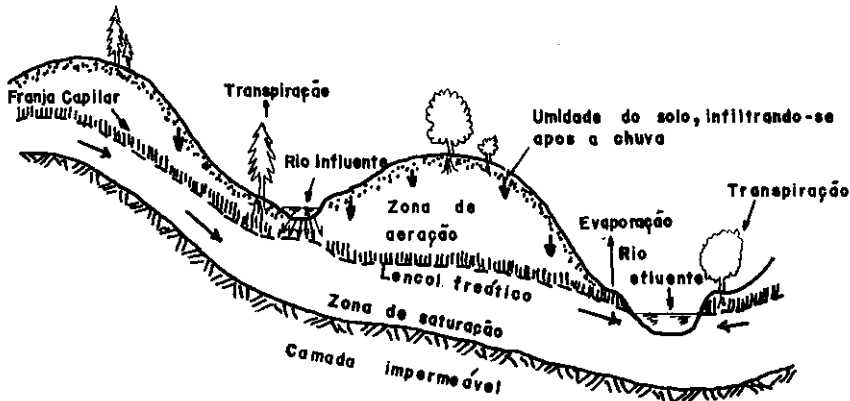 Franja Capilar
Transpiração
Rio influente
Umidade do solo, infiltrando-se
apos a chuva
Transpiração
Zona de
aeração
Evaporação
Rio
efluente
Lencol freático
Zona de saturação
Camada impermeável